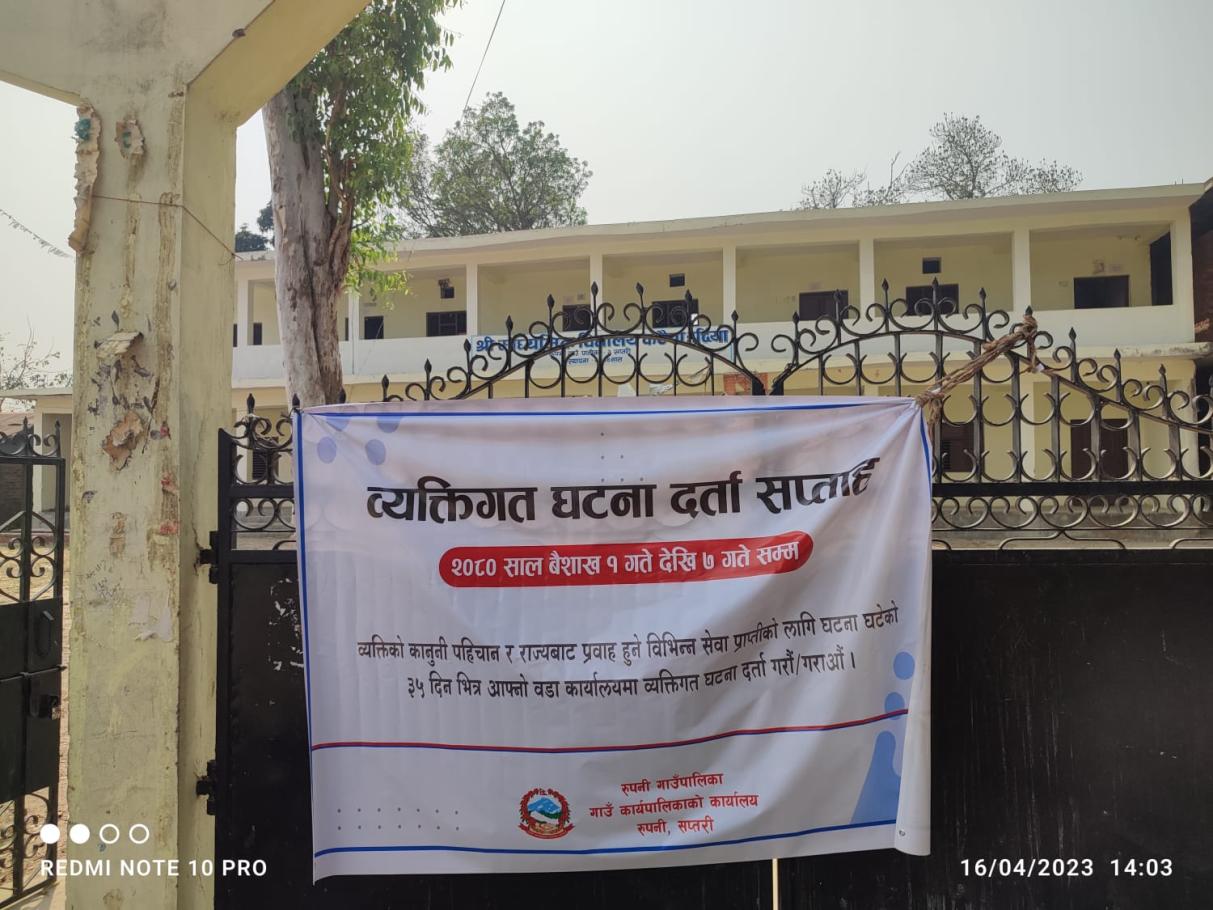 श्री माध्यमिक विद्यालय
व्यक्तिगत घटना दर्ता सप्ताह
२०८० साल बैशाख १ गते देखि ७ गते सम्म
व्यक्तिको कानुनी पहिचान र राज्यबाट प्रवाह हुने विभिन्न सेवा प्राप्तीको लागि घटना घटेको
३५ दिन भित्र आफ्नो वडा कार्यालयमा व्यक्तिगत घटना दर्ता गरौं/गराऔं ।
रुपनी गाउँपालिका
गाउँ कार्यपालिकाको कार्यालय
रुपनी, सप्तरी
REDMI NOTE 10 PRO
16/04/2023 14:03